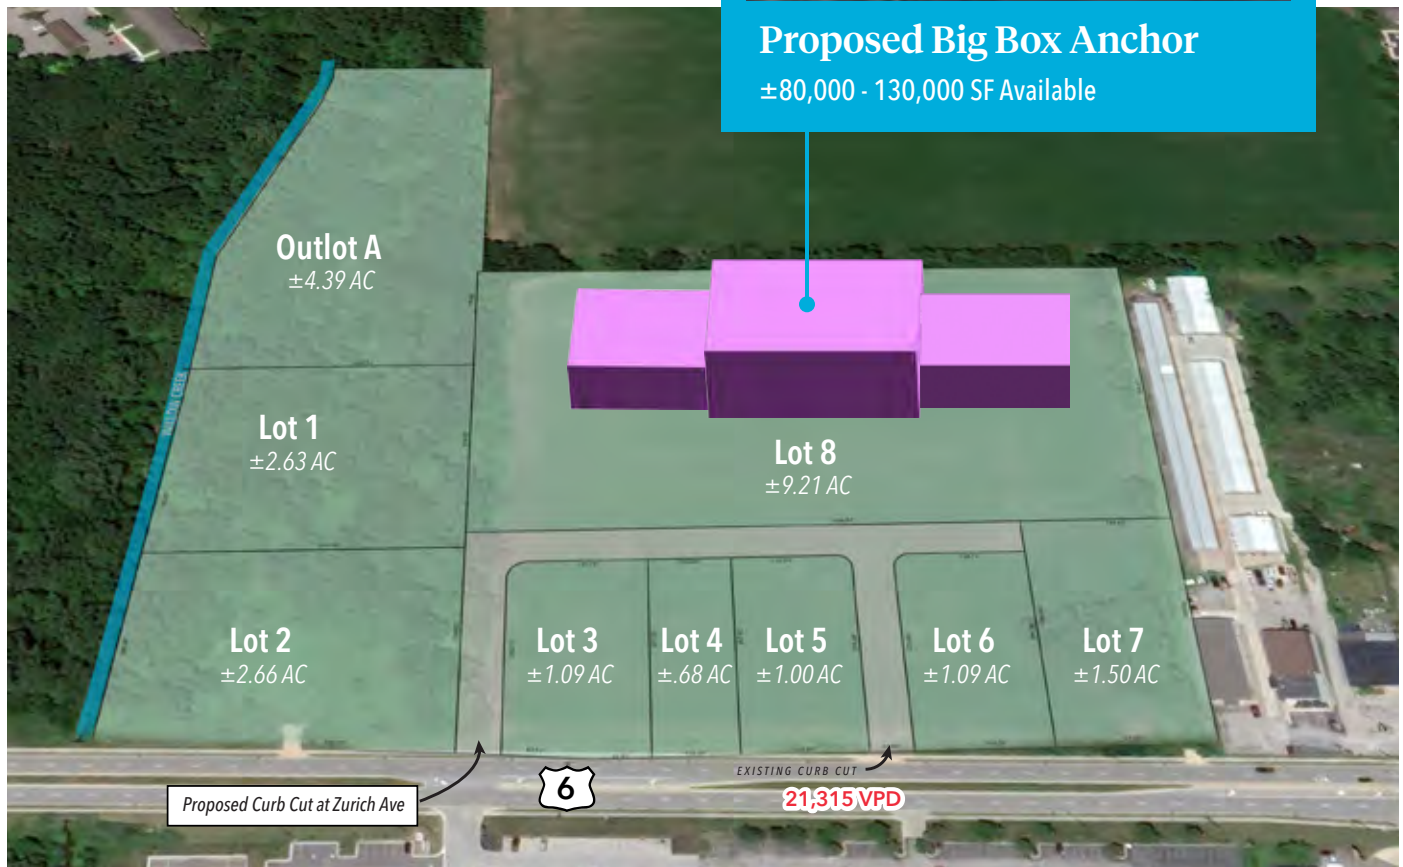 Proposed Big Box Anchor
±80,000 - 130,000 SF Available
Outlot A
±4.39 AC
Lot 1
±2.63 AC
Lot 8
±9.21 AC
Lot 2
±2.66 AC
Lot 3
±1.09 AC
Lot 4
±.68 AC
Lot 5
±1.00 AC
Lot 6
±1.09 AC
Lot 7
±1.50 AC
EXISTING CURB CUT
6
21,315 VPD
Proposed Curb Cut at Zurich Ave